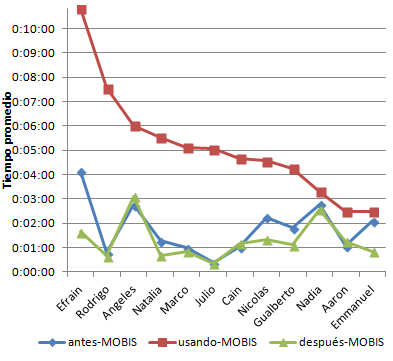 Tiempo promedio
0:10:00
0:09:00
0:08:00
0:07:00
0:06:00
0:05:00
0:04:00
0:03:00
0:02:00
0:01:00
0:00:00
Efrain
Rodrigo
Angeles
Natalia
Marco
Julio
Cain
Nicolas
Gualberto
Nadia
Aaron
Emmanuel
antes-MOBIS usando-MOBIS después-MOBIS